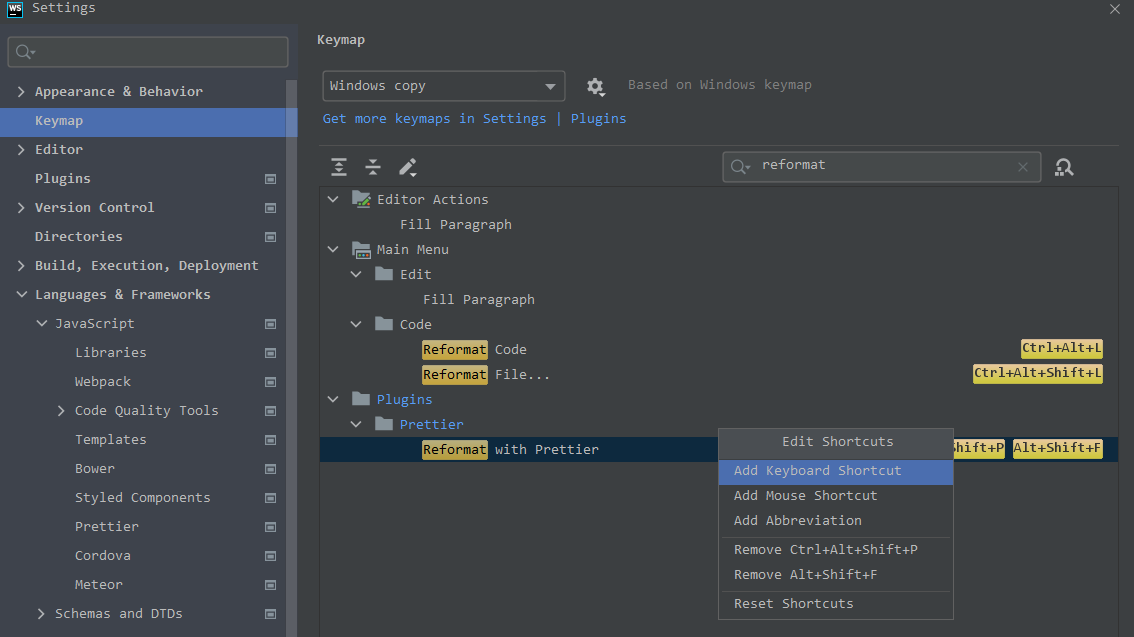 WS Settings
Appearance & Behavior
Keymap
Editor
Plugins
Version Control
Directories
Build, Execution, Deployment
Languages & Frameworks
JavaScript
Libraries
Webpack
Code Quality Tools
Templates
Bower
Styled Components
Prettier
Cordova
Meteor
Schemas and DTDs
Keymap
Windows copy
Based on Windows keymap
Get more keymaps in Settings | Plugins
reformat
Editor Actions
Fill Paragraph
Main Menu
Edit
Fill Paragraph
Code
Reformat Code Ctrl+Alt+L
Reformat File... Ctrl+Alt+Shift+L
Plugins
Prettier
Reformat with Prettier Shift+P Alt+Shift+F
Edit Shortcuts
Add Keyboard Shortcut
Add Mouse Shortcut
Add Abbreviation
Remove Ctrl+Alt+Shift+P
Remove Alt+Shift+F
Reset Shortcuts